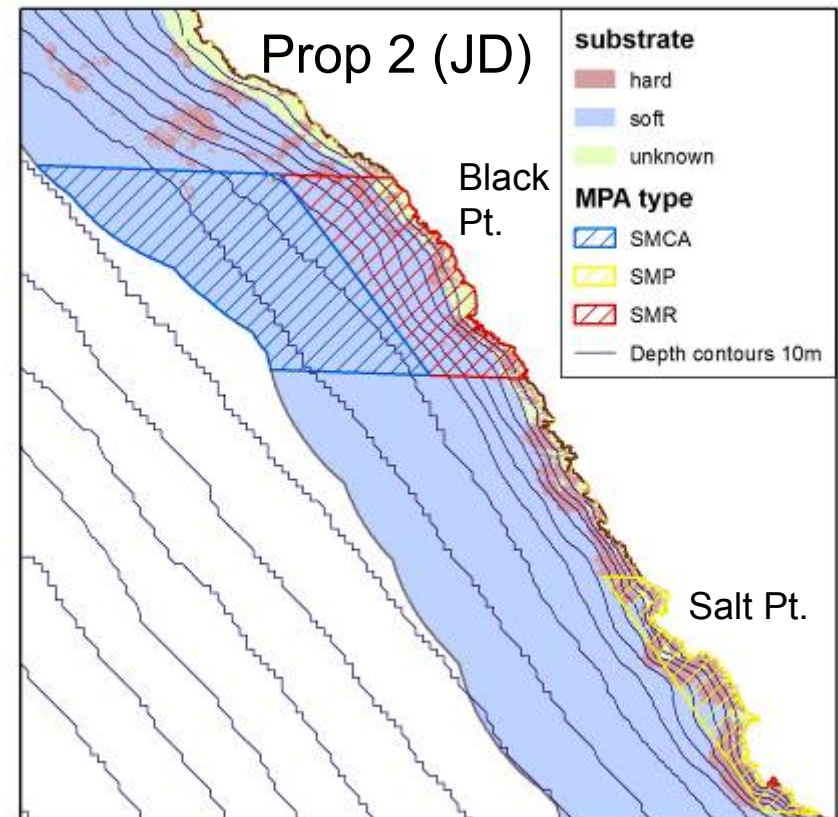 Prop 2 (JD)
Black
Pt.
Salt Pt.
substrate
hard
soft
unknown
MPA type
SMCA
SMP
SMR
Depth contours 10m